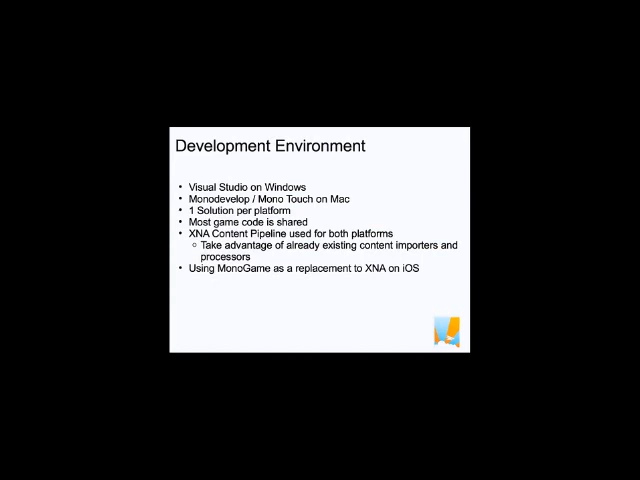 Development Environment
• Visual Studio on Windows
• Monodevelop / Mono Touch on Mac
• 1 Solution per platform
• Most game code is shared
• XNA Content Pipeline used for both platforms
○ Take advantage of already existing content importers and
processors
• Using MonoGame as a replacement to XNA on iOS